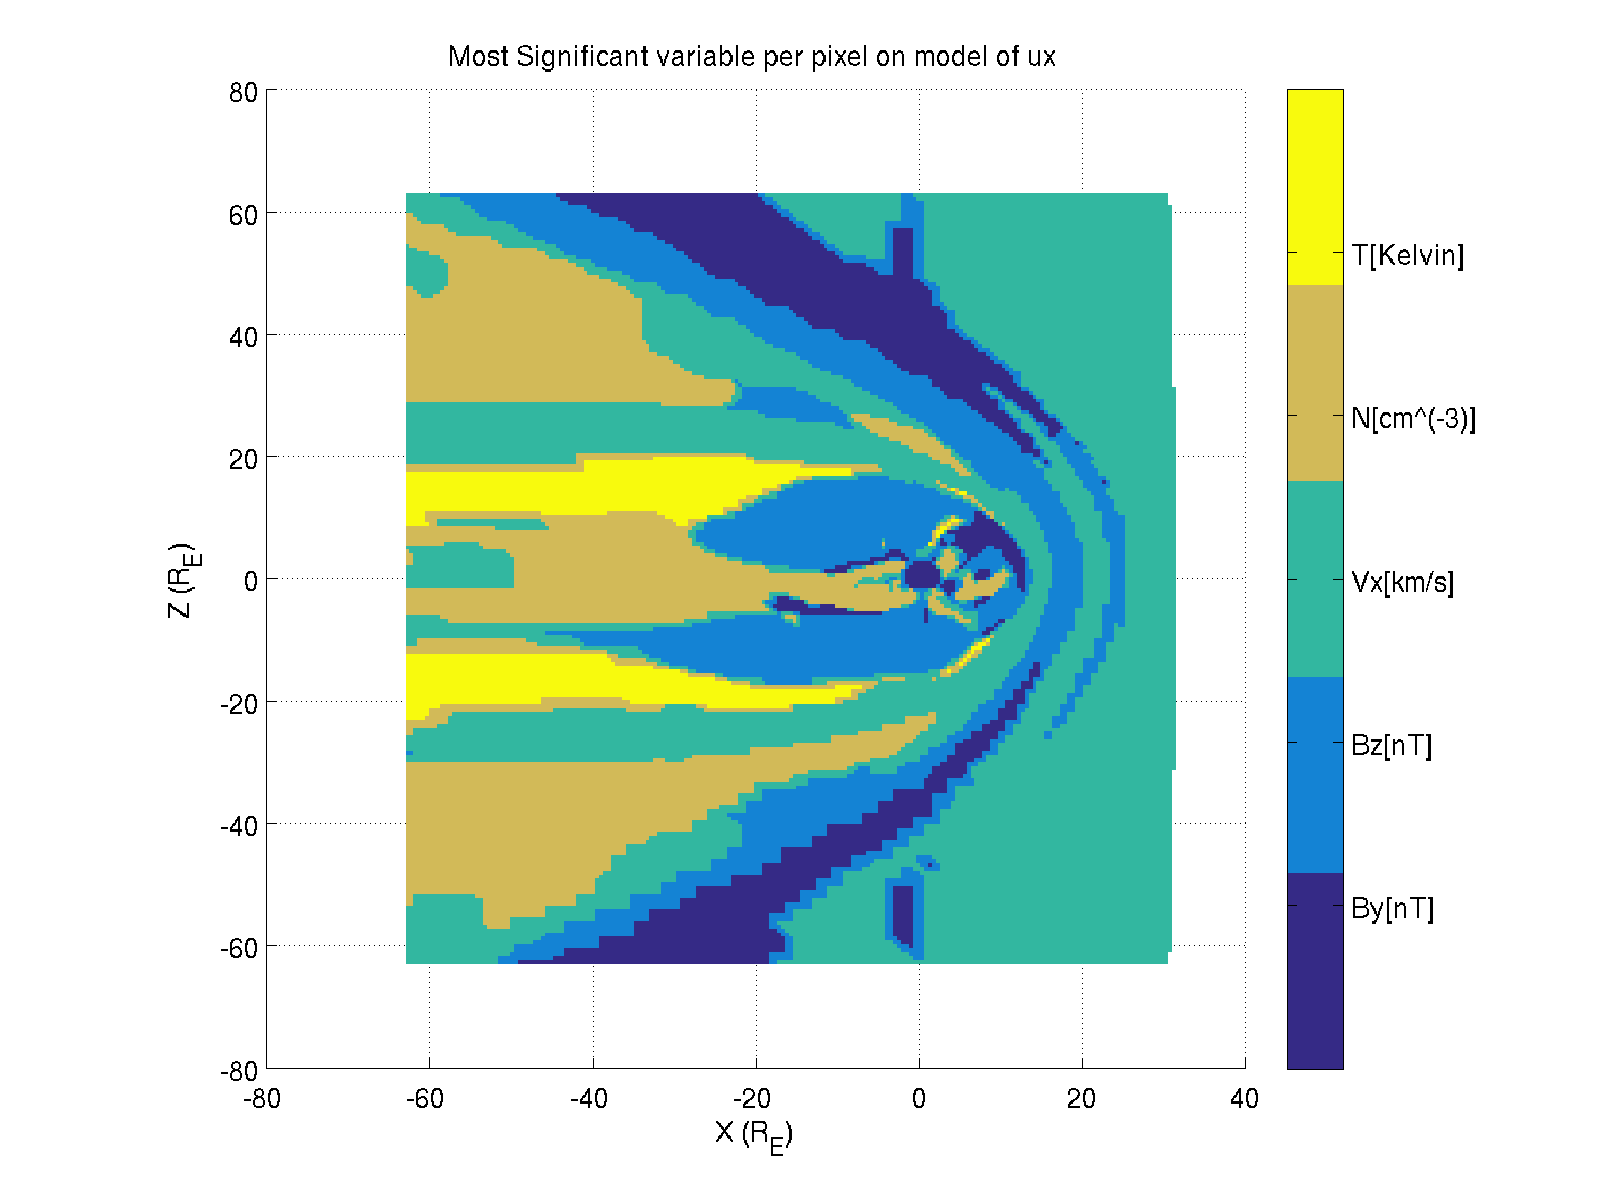 Most Significant variable per pixel on model of ux
80
60
40
20
0
-20
-40
-60
-80
Z (R_E)
-80
-60
-40
-20
0
20
40
X (R_E)
T[Kelvin]
N[cm^(-3)]
Vx[km/s]
Bz[nT]
By[nT]